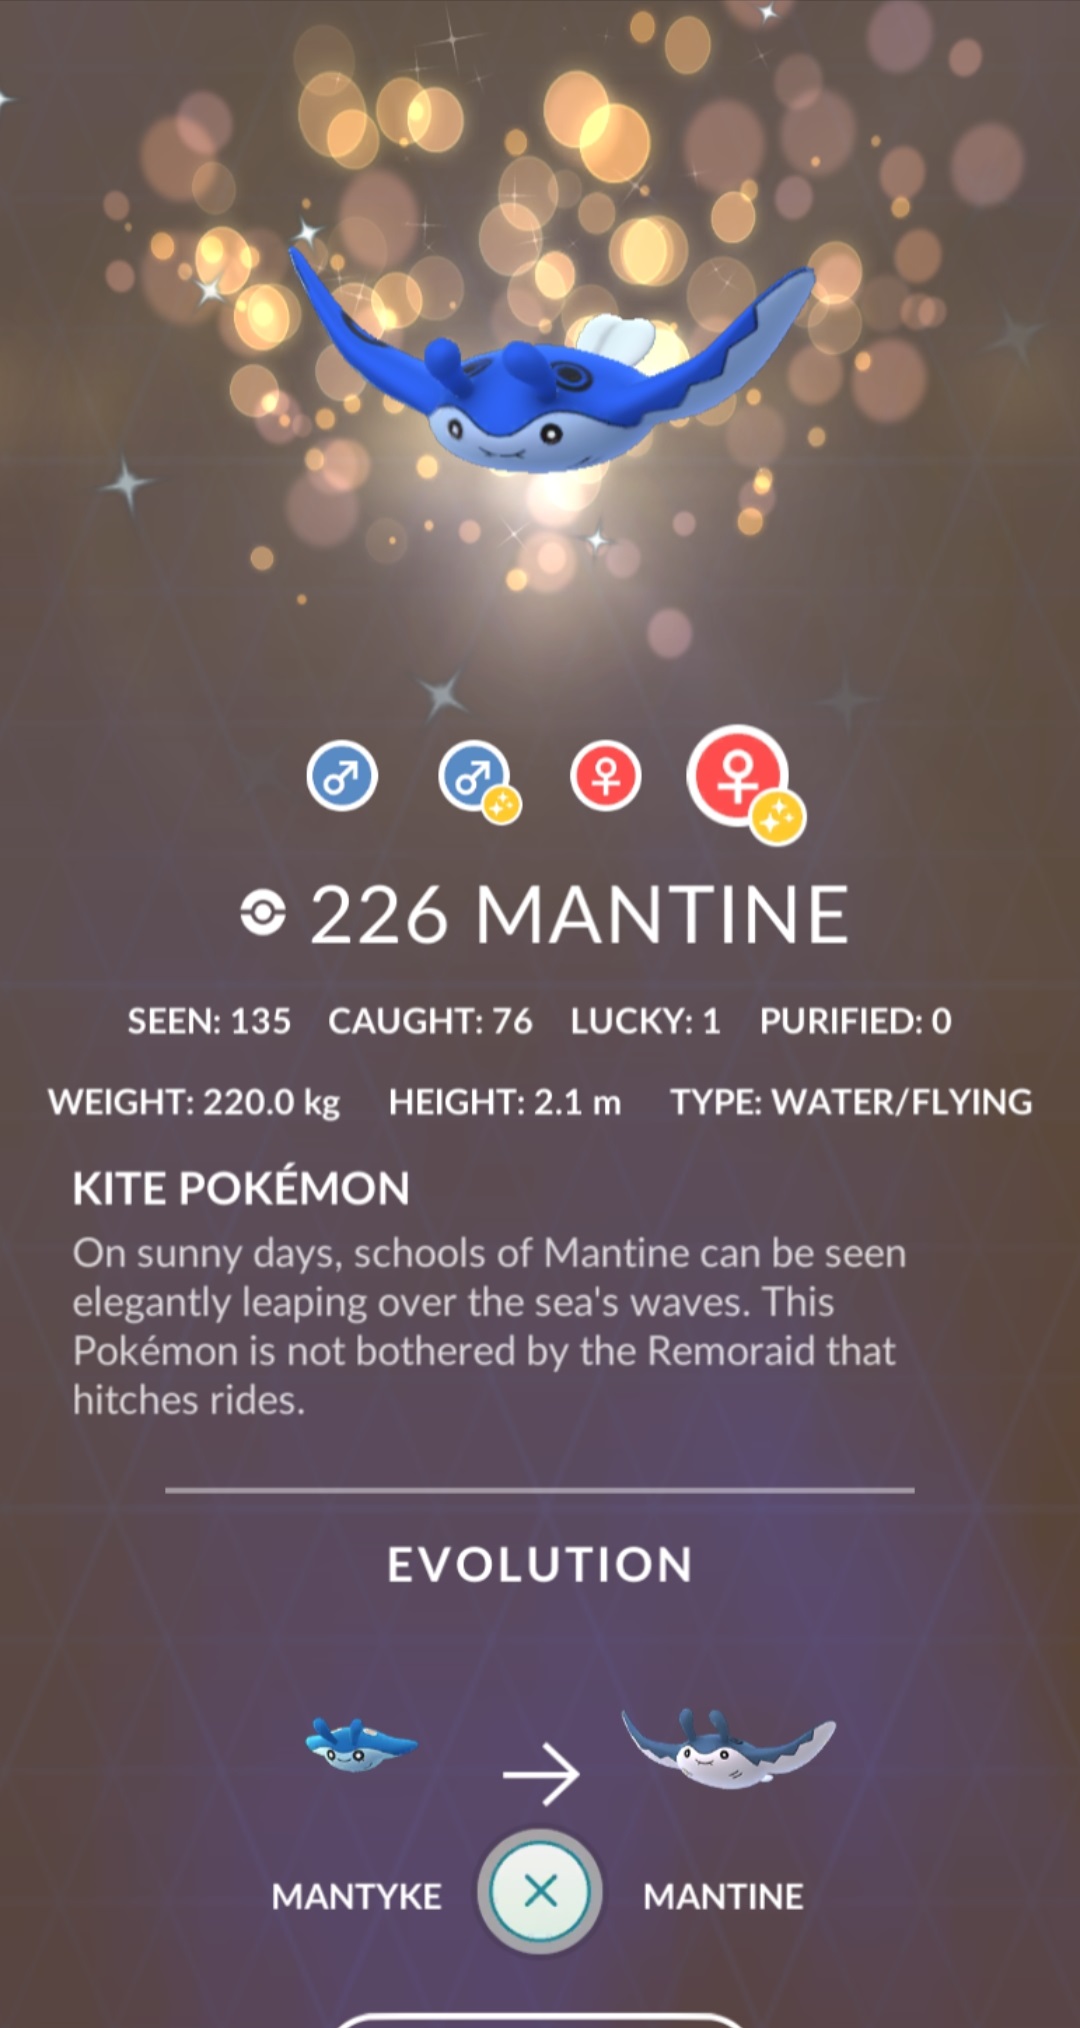 226 MANTINE
SEEN: 135 CAUGHT: 76 LUCKY: 1 PURIFIED: 0
WEIGHT: 220.0 kg HEIGHT: 2.1 m TYPE: WATER/FLYING
KITE POKÉMON
On sunny days, schools of Mantine can be seen
elegantly leaping over the sea's waves. This
Pokémon is not bothered by the Remoraid that
hitches rides.
EVOLUTION
MANTYKE MANTINE